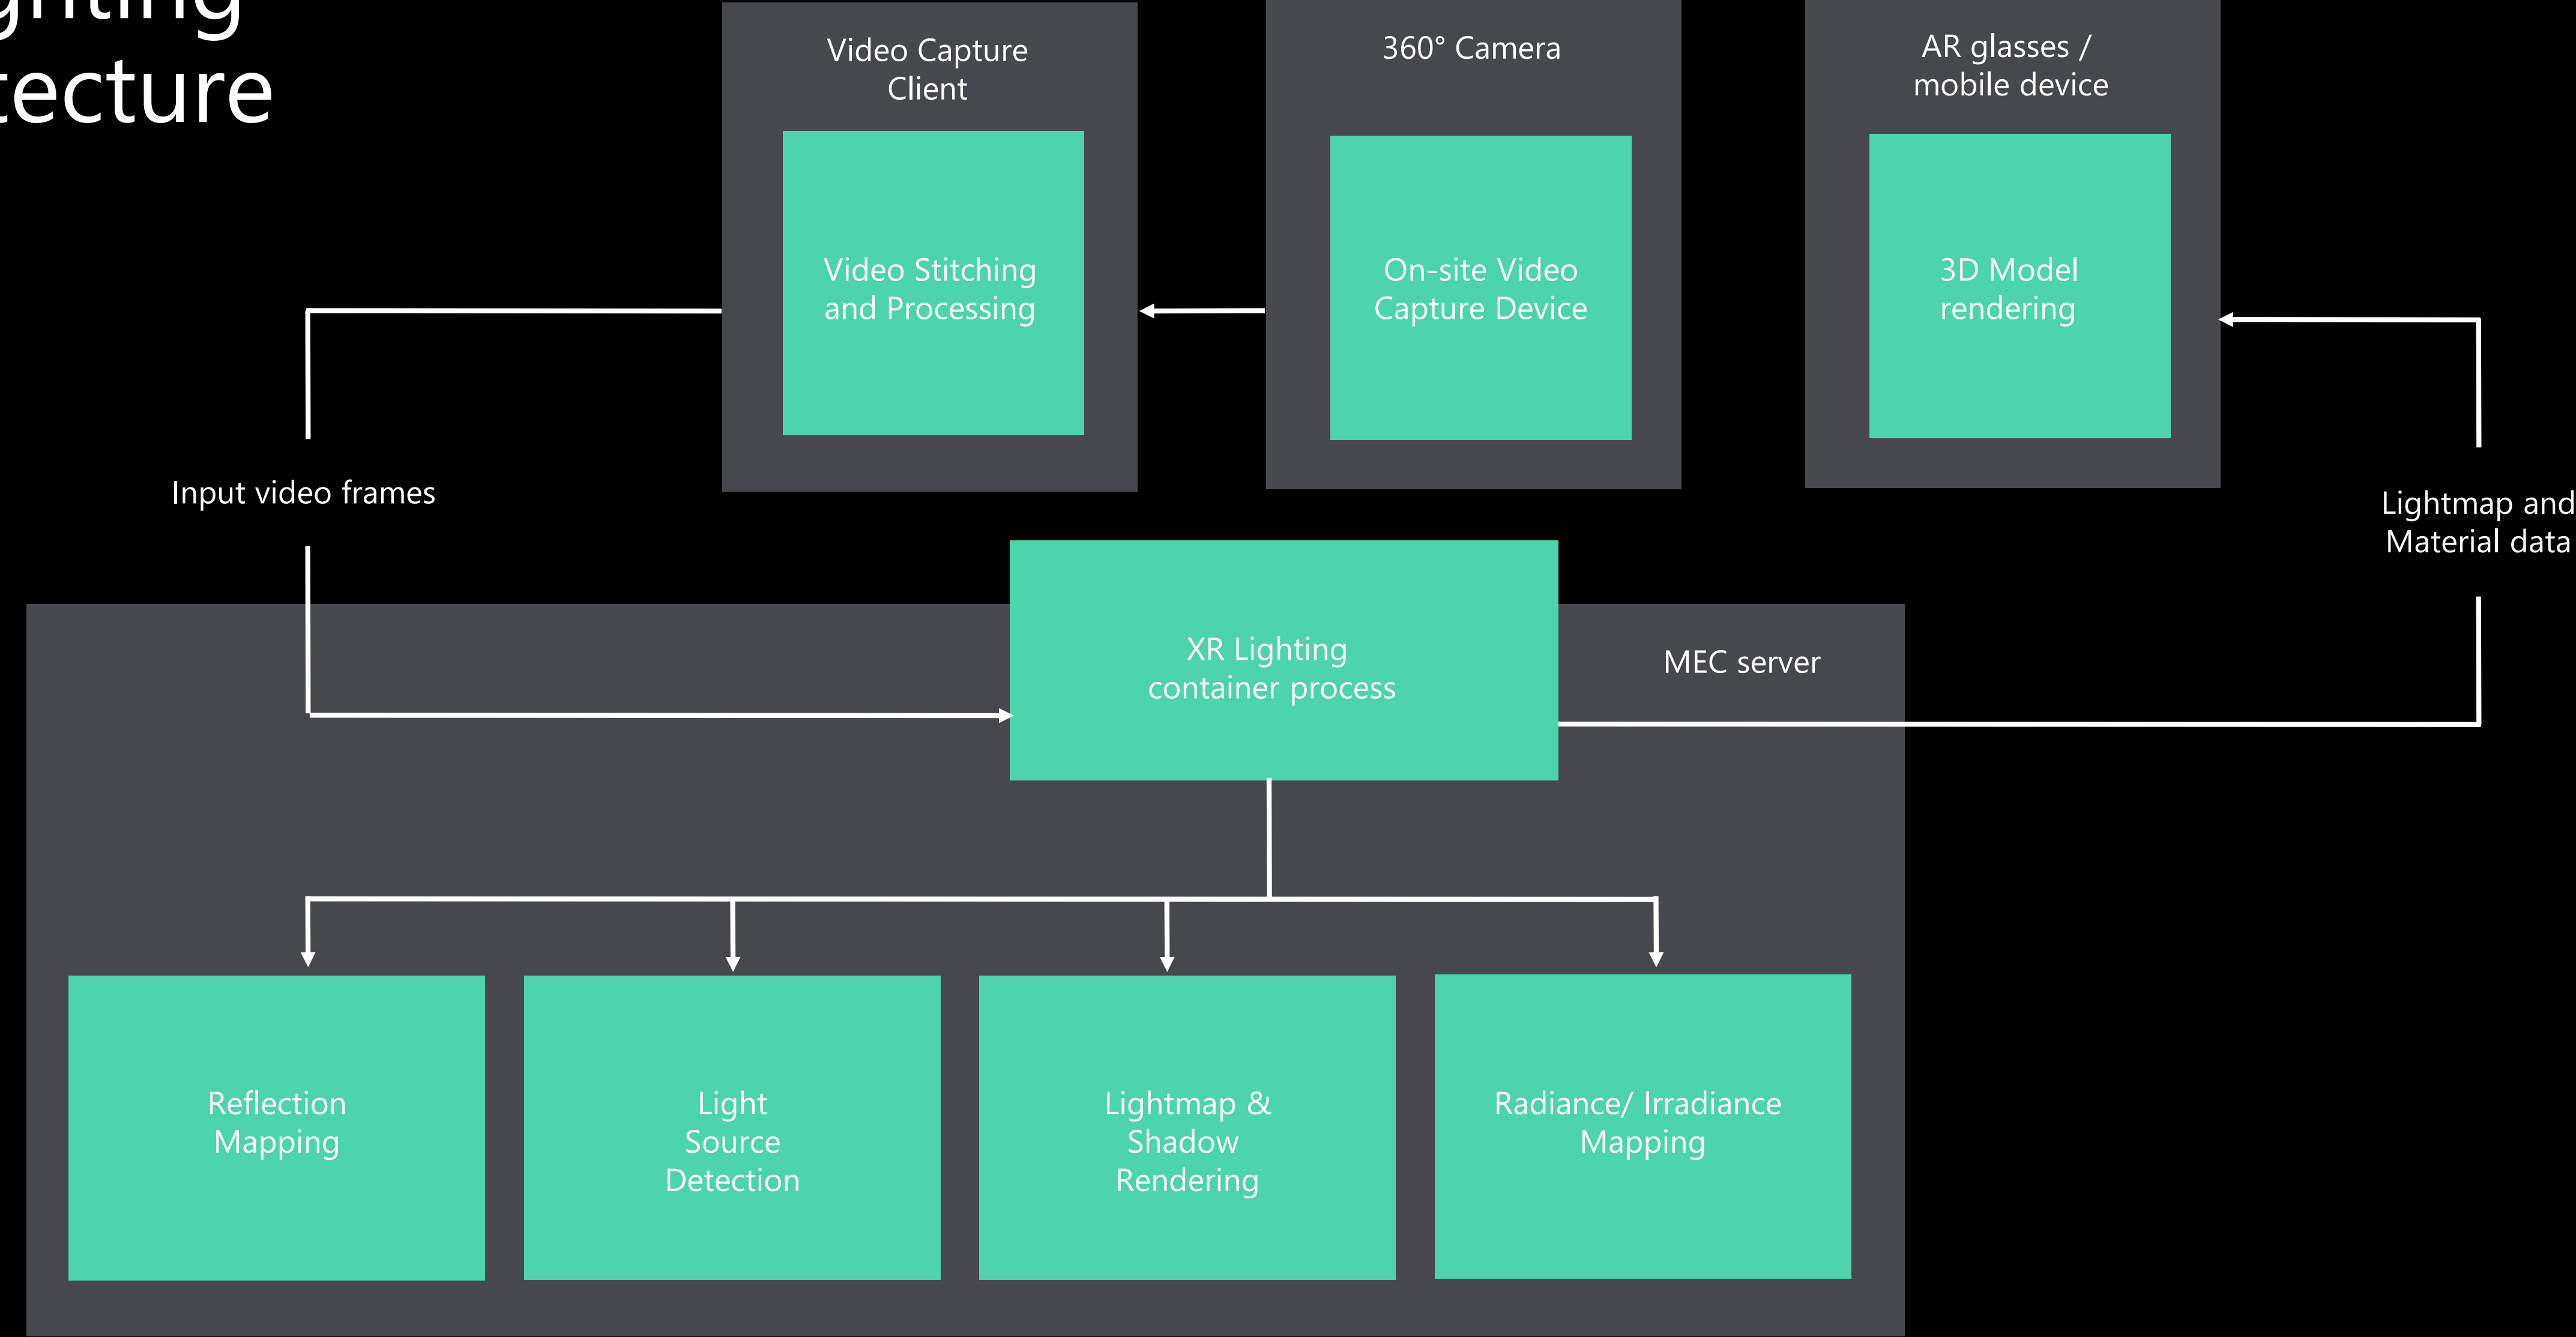 tecture
Video Capture
Client
360° Camera
AR glasses /
mobile device
Video Stitching
and Processing
On-site Video
Capture Device
3D Model
rendering
Input video frames
Lightmap and
Material data
XR Lighting
container process
MEC server
Reflection
Mapping
Light
Source
Detection
Lightmap &
Shadow
Rendering
Radiance/ Irradiance
Mapping